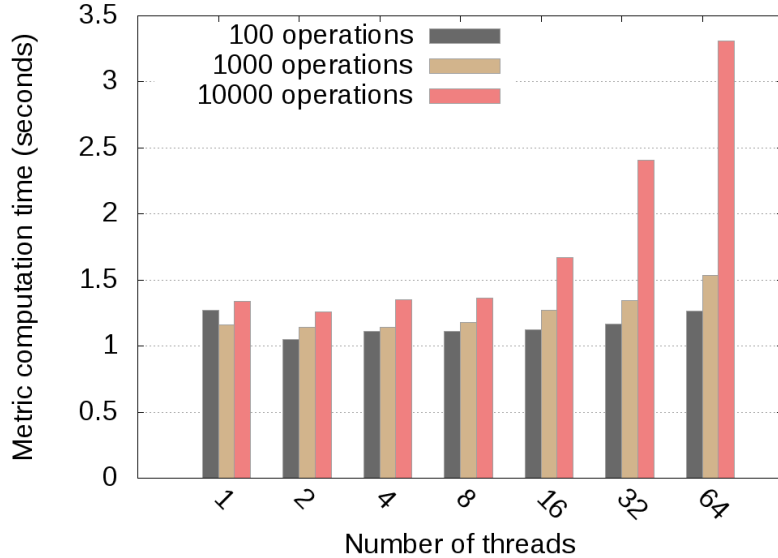 3.5
3
2.5
2
1.5
1
0.5
0
Metric computation time (seconds)
100 operations
1000 operations
10000 operations
1 2 4 8 16 32 64
Number of threads